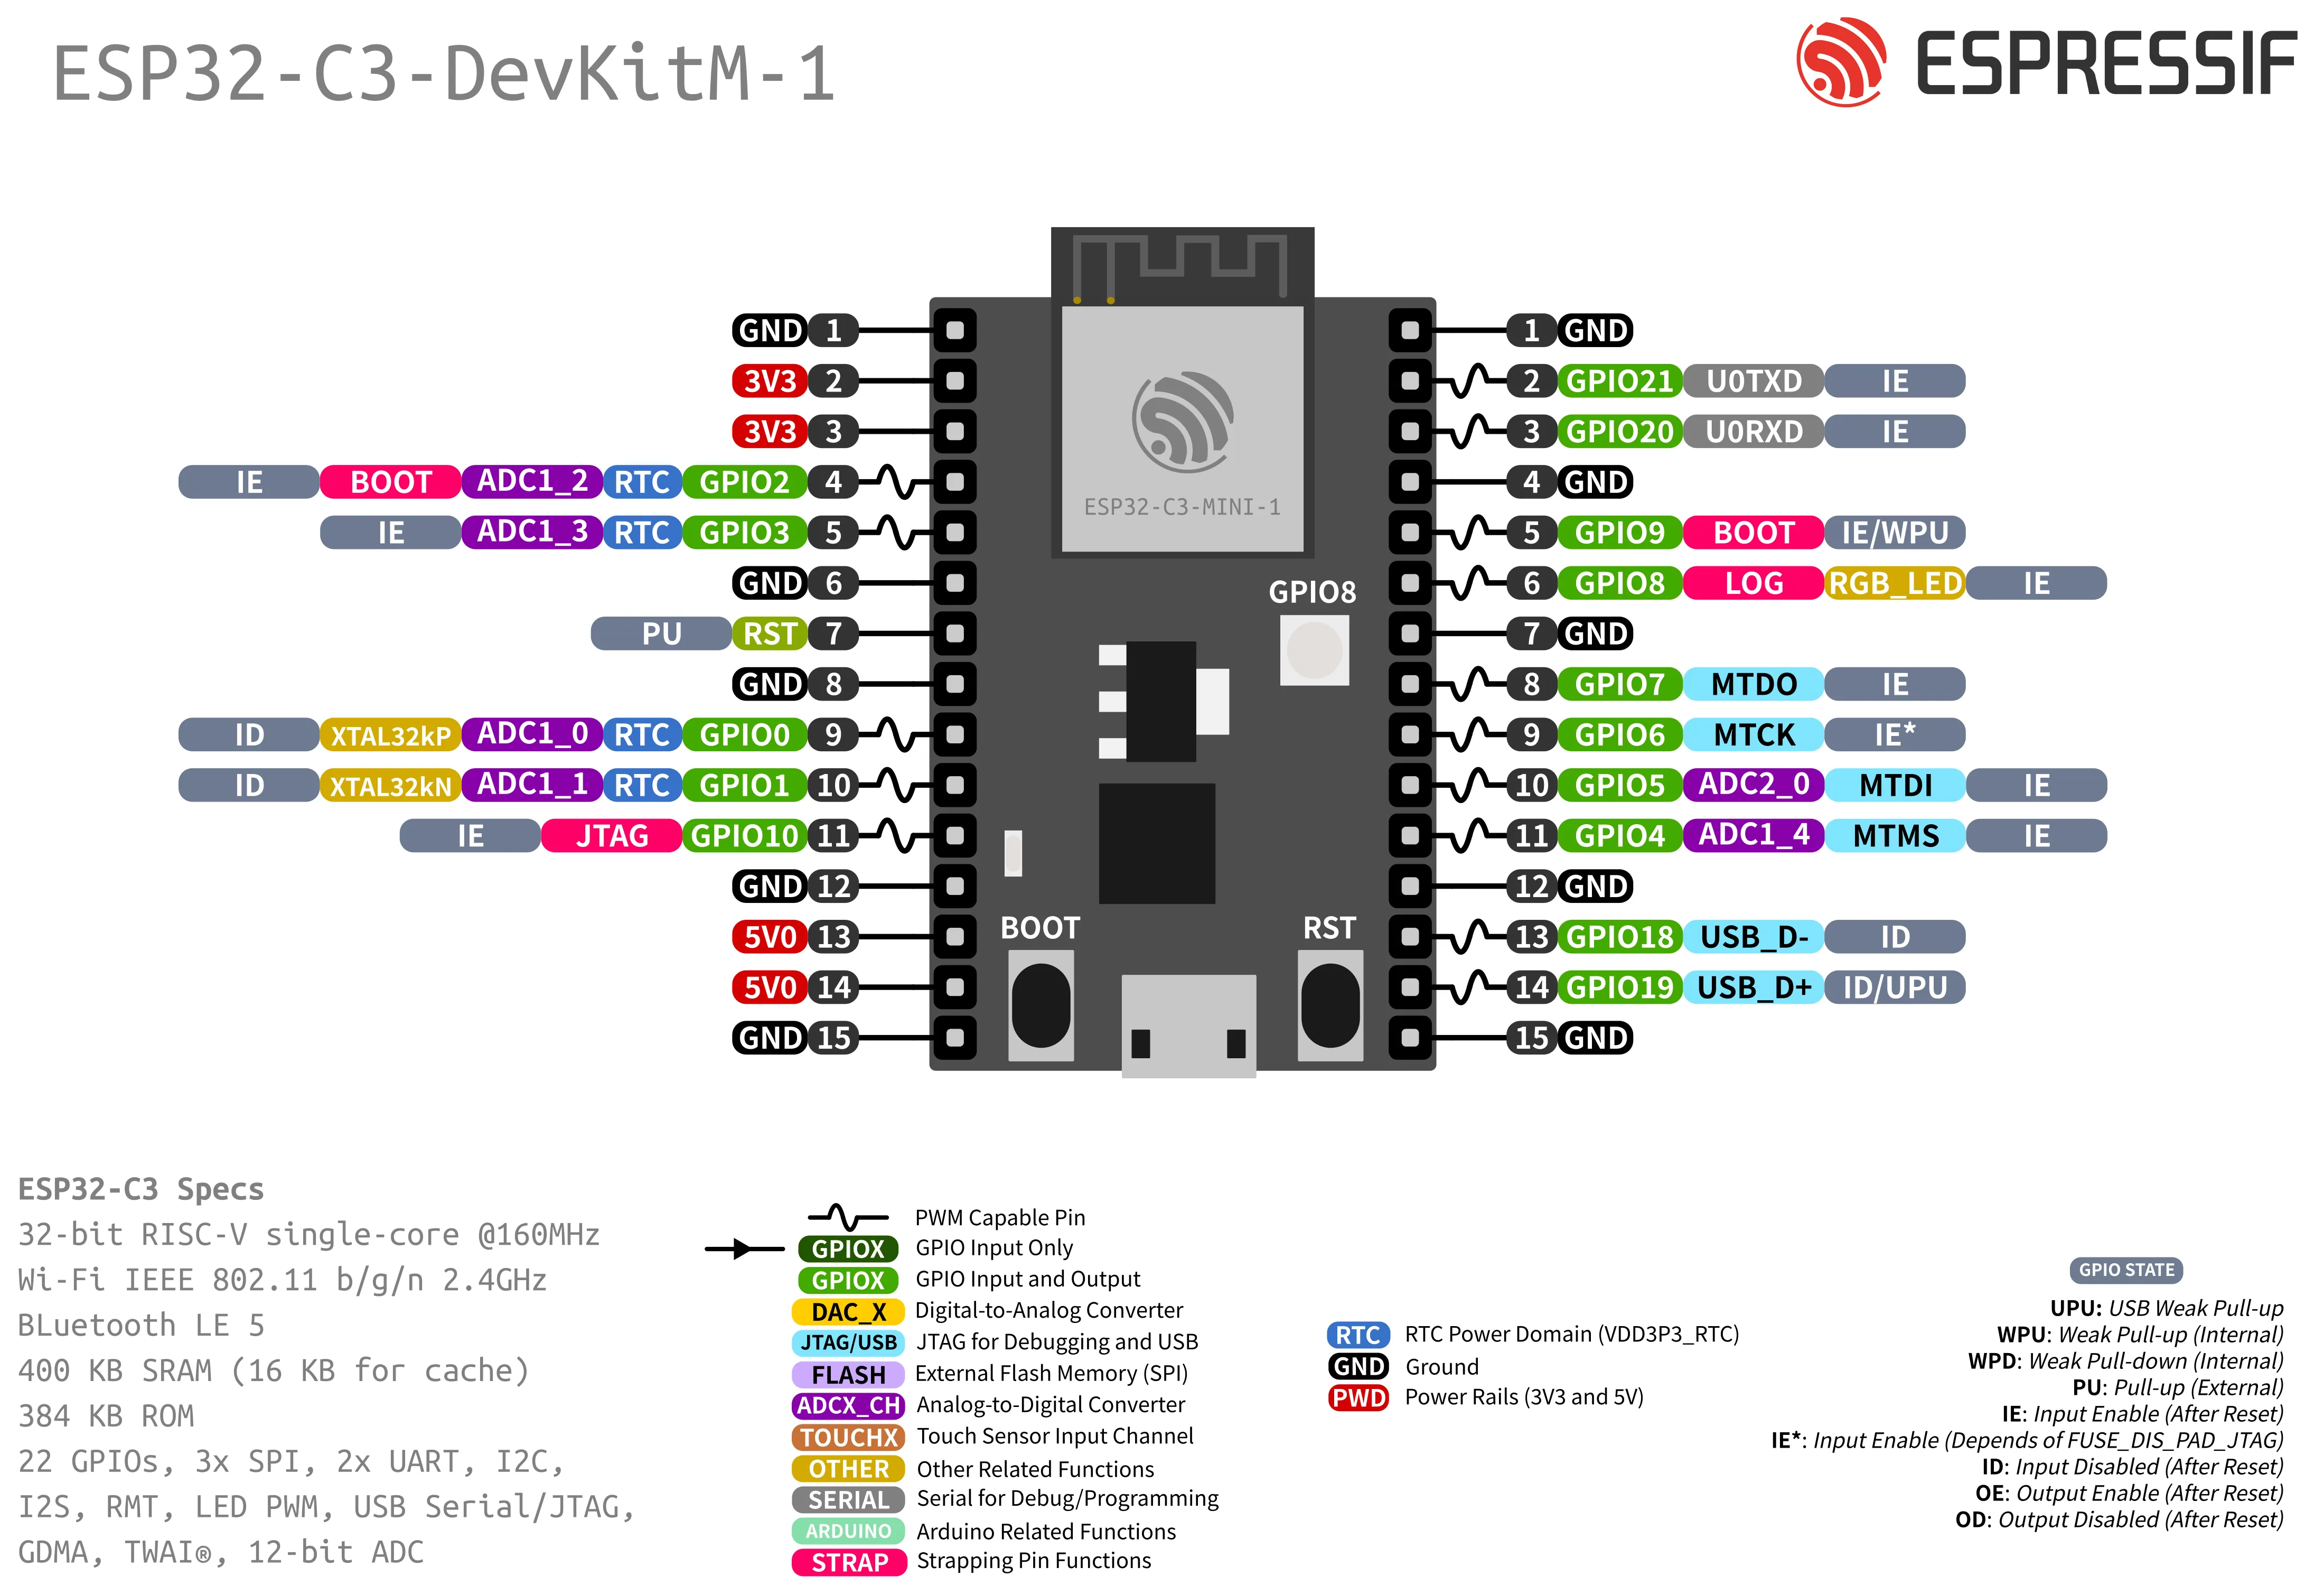 ESP32-C3-DevKitM-1
ESPRESSIF
GND 1
3V3 2
3V3 3
IE BOOT ADC1_2 RTC GPIO2 4
IE ADC1_3 RTC GPIO3 5
GND 6
PU RST 7
GND 8
ID XTAL32kP ADC1_0 RTC GPIO0 9
ID XTAL32kN ADC1_1 RTC GPIO1 10
IE JTAG GPIO10 11
GND 12
5V0 13
5V0 14
GND 15
ESP32-C3-MINI-1
GPIO8
BOOT
RST
1 GND
2 GPIO21 U0TXD IE
3 GPIO20 U0RXD IE
4 GND
5 GPIO9 BOOT IE/WPU
6 GPIO8 LOG RGB_LED IE
7 GND
8 GPIO7 MTDO IE
9 GPIO6 MTCK IE*
10 GPIO5 ADC2_0 MTDI IE
11 GPIO4 ADC1_4 MTMS IE
12 GND
13 GPIO18 USB_D- ID
14 GPIO19 USB_D+ ID/UPU
15 GND
ESP32-C3 Specs
32-bit RISC-V single-core @160MHz
Wi-Fi IEEE 802.11 b/g/n 2.4GHz
BLuetooth LE 5
400 KB SRAM (16 KB for cache)
384 KB ROM
22 GPIOs, 3x SPI, 2x UART, I2C,
I2S, RMT, LED PWM, USB Serial/JTAG,
GDMA, TWAI®, 12-bit ADC
PWM Capable Pin
GPIOX GPIO Input Only
GPIOX GPIO Input and Output
DAC_X Digital-to-Analog Converter
JTAG/USB JTAG for Debugging and USB
FLASH External Flash Memory (SPI)
ADCX_CH Analog-to-Digital Converter
TOUCHX Touch Sensor Input Channel
OTHER Other Related Functions
SERIAL Serial for Debug/Programming
ARDUINO Arduino Related Functions
STRAP Strapping Pin Functions
RTC RTC Power Domain (VDD3P3_RTC)
GND Ground
PWD Power Rails (3V3 and 5V)
GPIO STATE
UPU: USB Weak Pull-up
WPU: Weak Pull-up (Internal)
WPD: Weak Pull-down (Internal)
PU: Pull-up (External)
IE: Input Enable (After Reset)
IE*: Input Enable (Depends of FUSE_DIS_PAD_JTAG)
ID: Input Disabled (After Reset)
OE: Output Enable (After Reset)
OD: Output Disabled (After Reset)